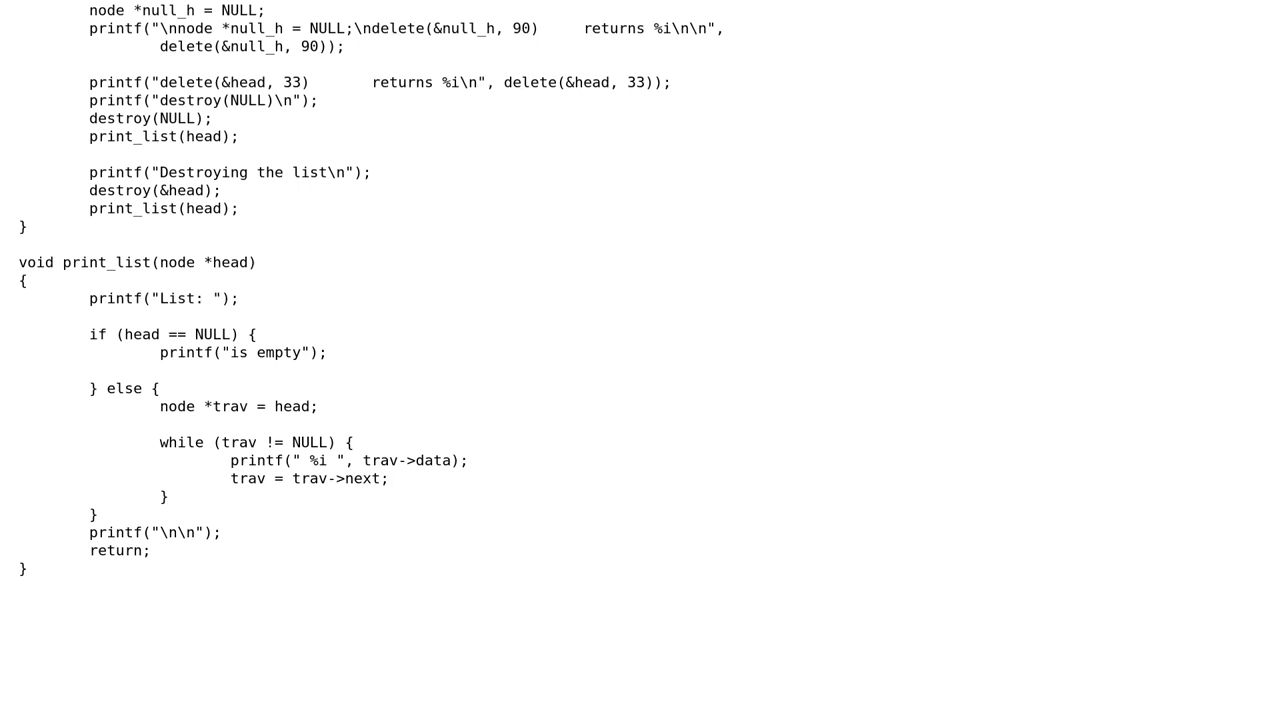 node *null_h = NULL;
printf("\nnode *null_h = NULL;\ndelete(&null_h, 90)     returns %i\n\n",
delete(&null_h, 90));
printf("delete(&head, 33)       returns %i\n", delete(&head, 33));
printf("destroy(NULL)\n");
destroy(NULL);
print_list(head);
printf("Destroying the list\n");
destroy(&head);
print_list(head);
}
void print_list(node *head)
{
printf("List: ");
if (head == NULL) {
printf("is empty");
} else {
node *trav = head;
while (trav != NULL) {
printf(" %i ", trav->data);
trav = trav->next;
}
}
printf("\n\n");
return;
}